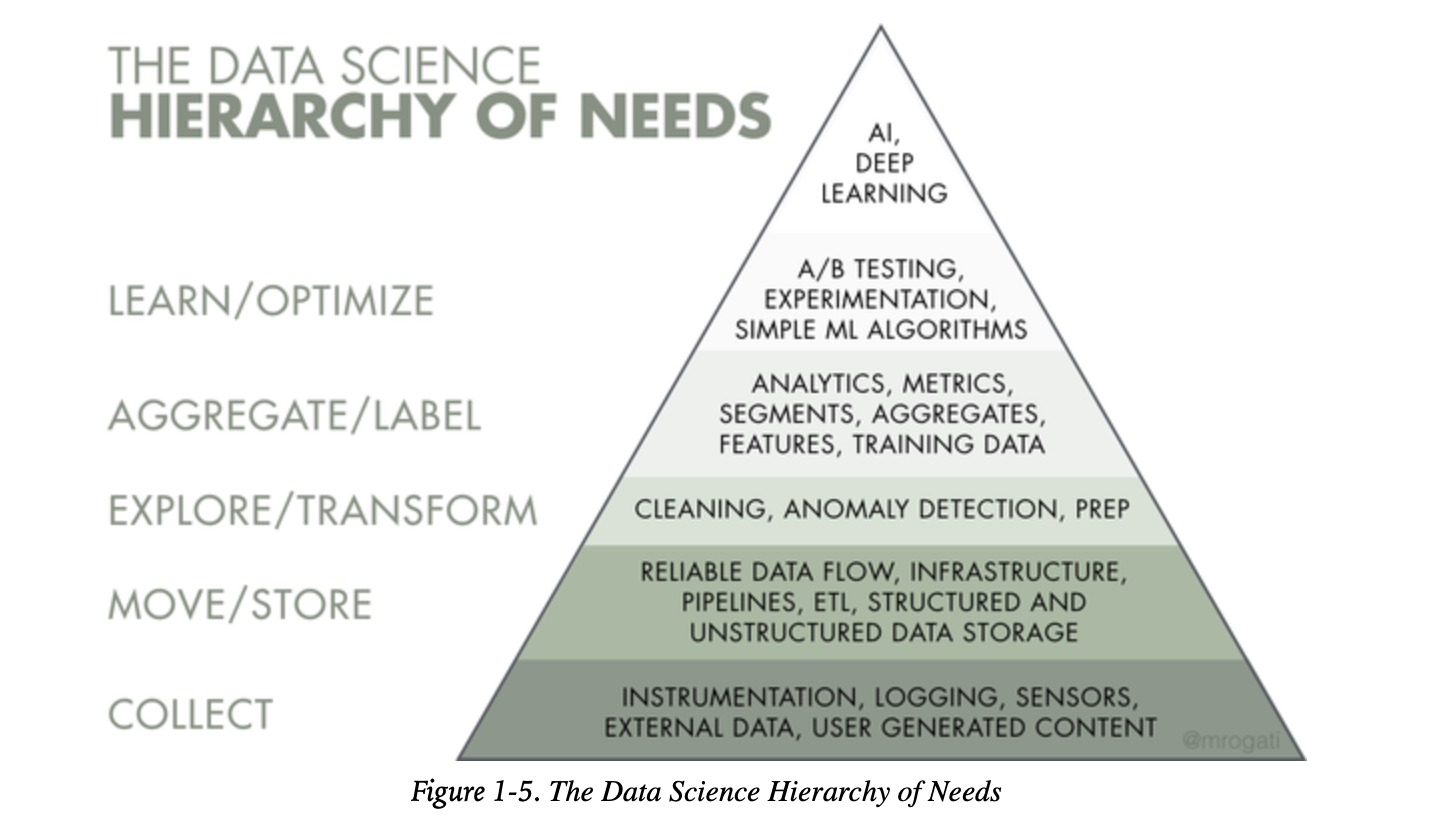 THE DATA SCIENCE
HIERARCHY OF NEEDS
AI,
DEEP
LEARNING
LEARN/OPTIMIZE
A/B TESTING,
EXPERIMENTATION,
SIMPLE ML ALGORITHMS
AGGREGATE/LABEL
ANALYTICS, METRICS,
SEGMENTS, AGGREGATES,
FEATURES, TRAINING DATA
EXPLORE/TRANSFORM
CLEANING, ANOMALY DETECTION, PREP
MOVE/STORE
RELIABLE DATA FLOW, INFRASTRUCTURE,
PIPELINES, ETL, STRUCTURED AND
UNSTRUCTURED DATA STORAGE
COLLECT
INSTRUMENTATION, LOGGING, SENSORS,
EXTERNAL DATA, USER GENERATED CONTENT
@mrogati
Figure 1-5. The Data Science Hierarchy of Needs